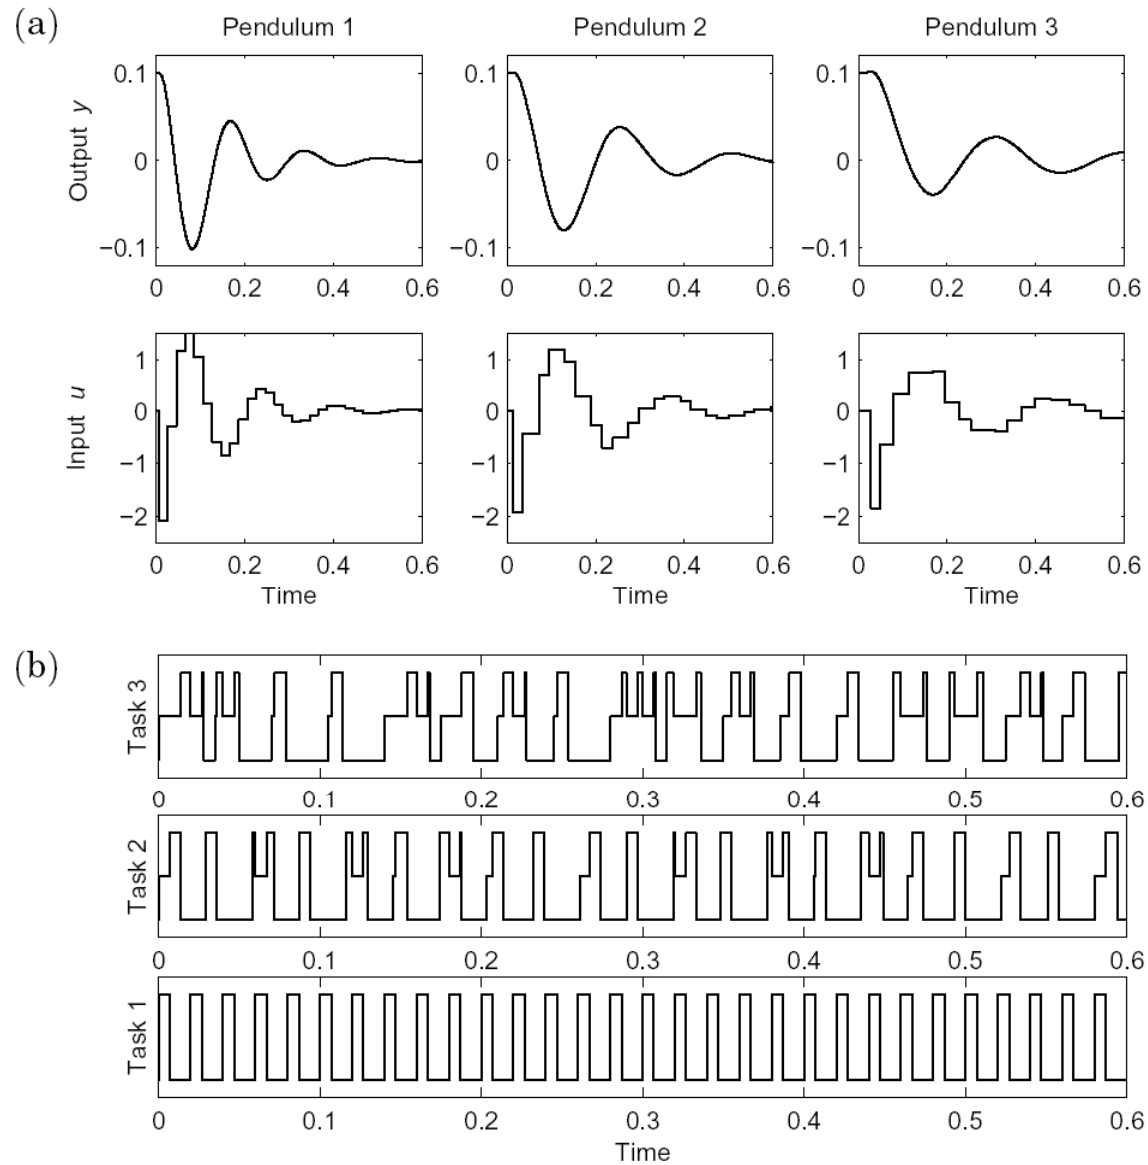 (a)
Pendulum 1 Pendulum 2 Pendulum 3
Output y
0.1 0 −0.1
0 0.2 0.4 0.6
0.1 0 −0.1
0 0.2 0.4 0.6
0.1 0 −0.1
0 0.2 0.4 0.6
Input u
1 0 −1 −2
0 0.2 0.4 0.6
Time
1 0 −1 −2
0 0.2 0.4 0.6
Time
1 0 −1 −2
0 0.2 0.4 0.6
Time
(b)
Task 3
0 0.1 0.2 0.3 0.4 0.5 0.6
Task 2
0 0.1 0.2 0.3 0.4 0.5 0.6
Task 1
0 0.1 0.2 0.3 0.4 0.5 0.6
Time